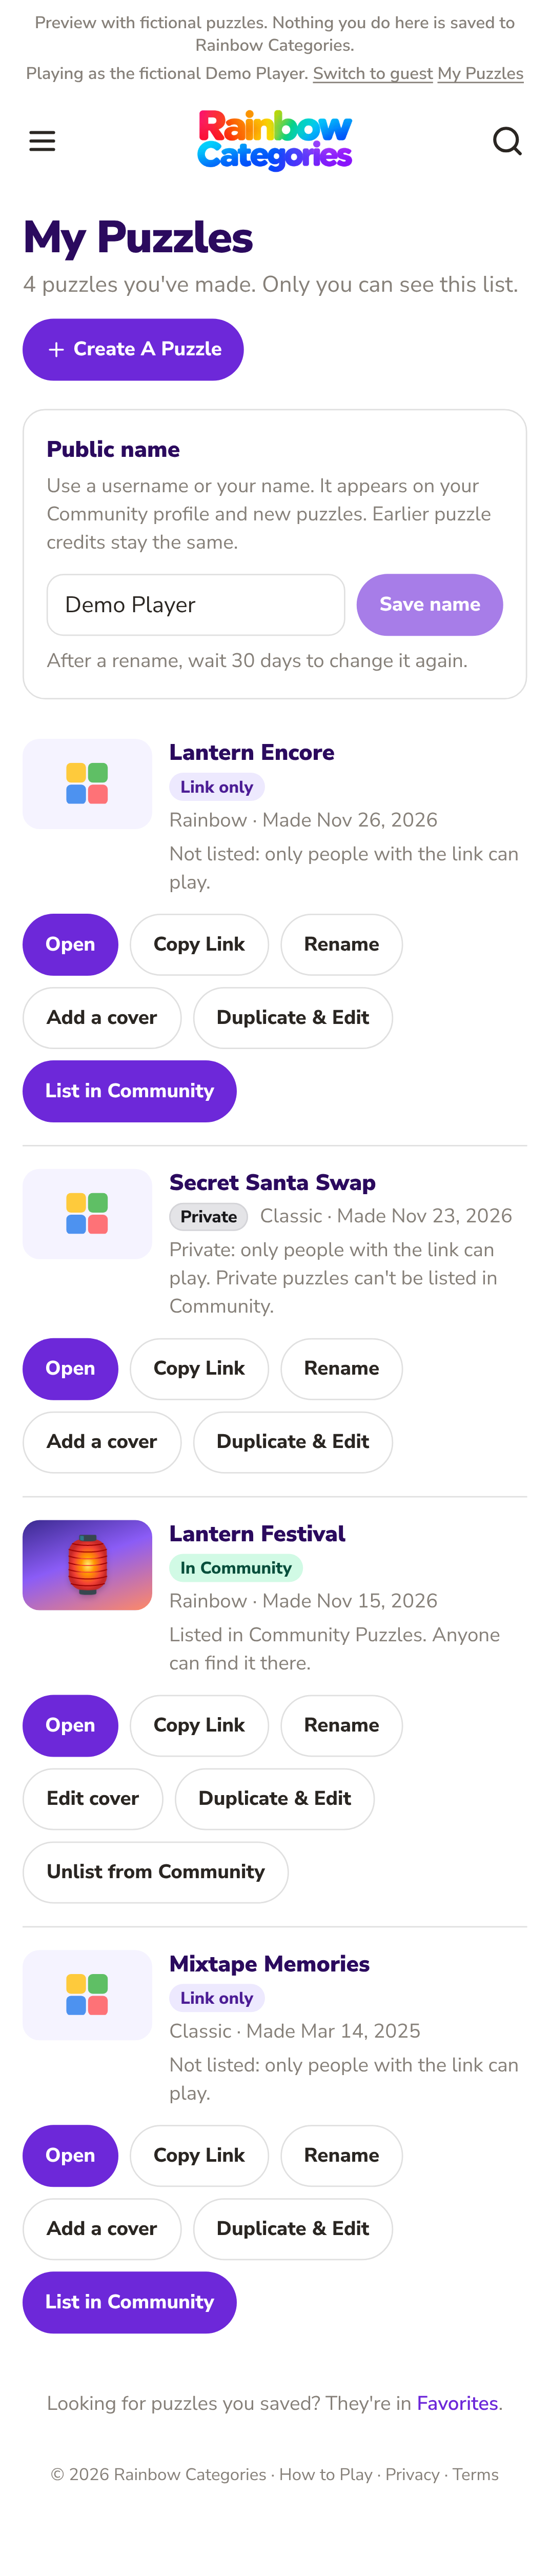 Preview with fictional puzzles. Nothing you do here is saved to
Rainbow Categories.
Playing as the fictional Demo Player. Switch to guest My Puzzles
Rainbow
Categories
My Puzzles
4 puzzles you've made. Only you can see this list.
+ Create A Puzzle
Public name
Use a username or your name. It appears on your
Community profile and new puzzles. Earlier puzzle
credits stay the same.
Demo Player
Save name
After a rename, wait 30 days to change it again.
Lantern Encore
Link only
Rainbow · Made Nov 26, 2026
Not listed: only people with the link can
play.
Open
Copy Link
Rename
Add a cover
Duplicate & Edit
List in Community
Secret Santa Swap
Private Classic · Made Nov 23, 2026
Private: only people with the link can
play. Private puzzles can't be listed in
Community.
Open
Copy Link
Rename
Add a cover
Duplicate & Edit
Lantern Festival
In Community
Rainbow · Made Nov 15, 2026
Listed in Community Puzzles. Anyone
can find it there.
Open
Copy Link
Rename
Edit cover
Duplicate & Edit
Unlist from Community
Mixtape Memories
Link only
Classic · Made Mar 14, 2025
Not listed: only people with the link can
play.
Open
Copy Link
Rename
Add a cover
Duplicate & Edit
List in Community
Looking for puzzles you saved? They're in Favorites.
© 2026 Rainbow Categories · How to Play · Privacy · Terms